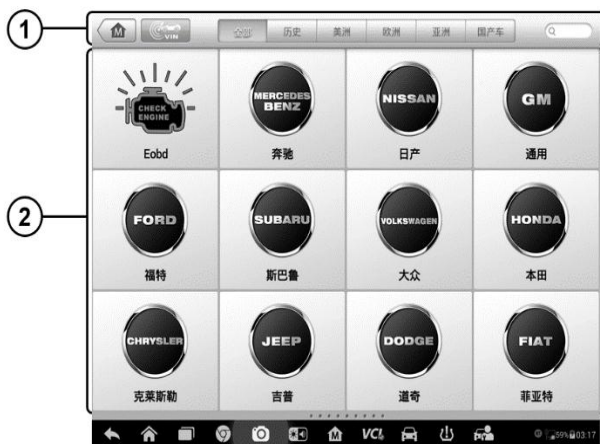 1
VIN
全部 历史 美洲 欧洲 亚洲 国产车
2
CHECK
ENGINE
Eobd
MERCEDES
BENZ
奔驰
NISSAN
日产
GM
通用
FORD
福特
SUBARU
斯巴鲁
VOLKSWAGEN
大众
HONDA
本田
CHRYSLER
克莱斯勒
JEEP
吉普
DODGE
道奇
FIAT
菲亚特
VCI 59% 03:17